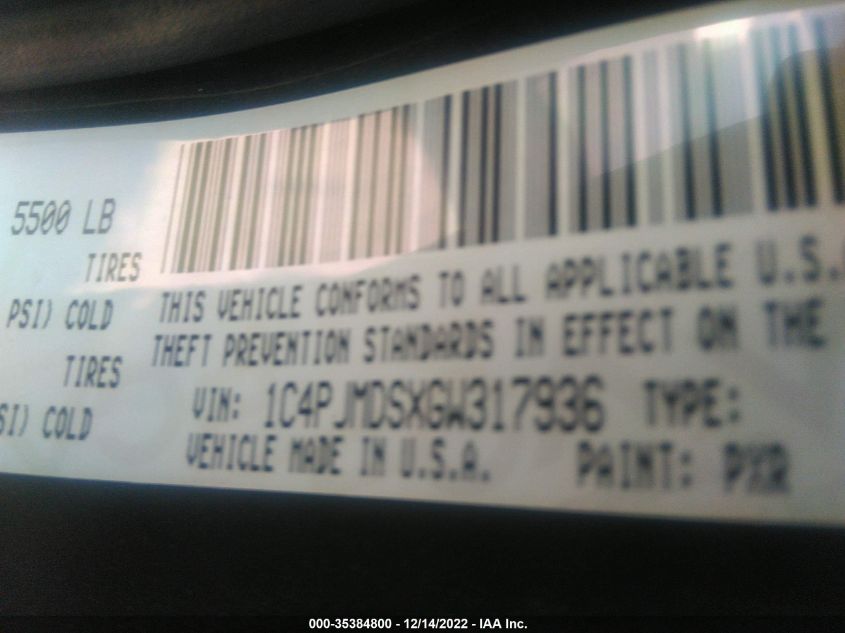 5500 LB
TIRES
PSI) COLD
TIRES
SI) COLD
THIS VEHICLE CONFORMS TO ALL APPLICABLE U.S.
THEFT PREVENTION STANDARDS IN EFFECT ON THE
VIN: 1C4PJMDSXGW317936 TYPE:
VEHICLE MADE IN U.S.A. PAINT: PXR
000-35384800 - 12/14/2022 - IAA Inc.